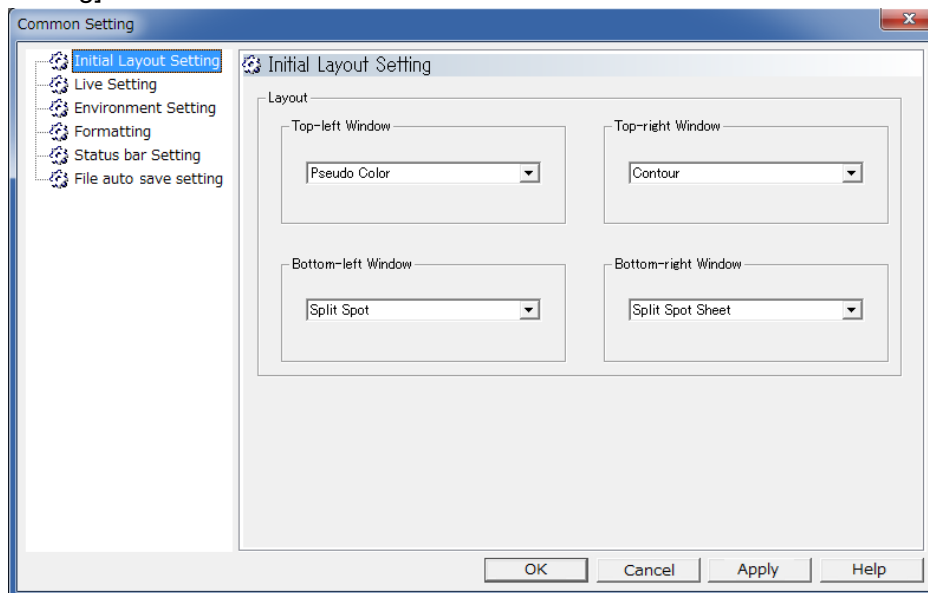 Common Setting
Initial Layout Setting
Live Setting
Environment Setting
Formatting
Status bar Setting
File auto save setting
Initial Layout Setting
Layout
Top-left Window
Pseudo Color
Top-right Window
Contour
Bottom-left Window
Split Spot
Bottom-right Window
Split Spot Sheet
OK
Cancel
Apply
Help